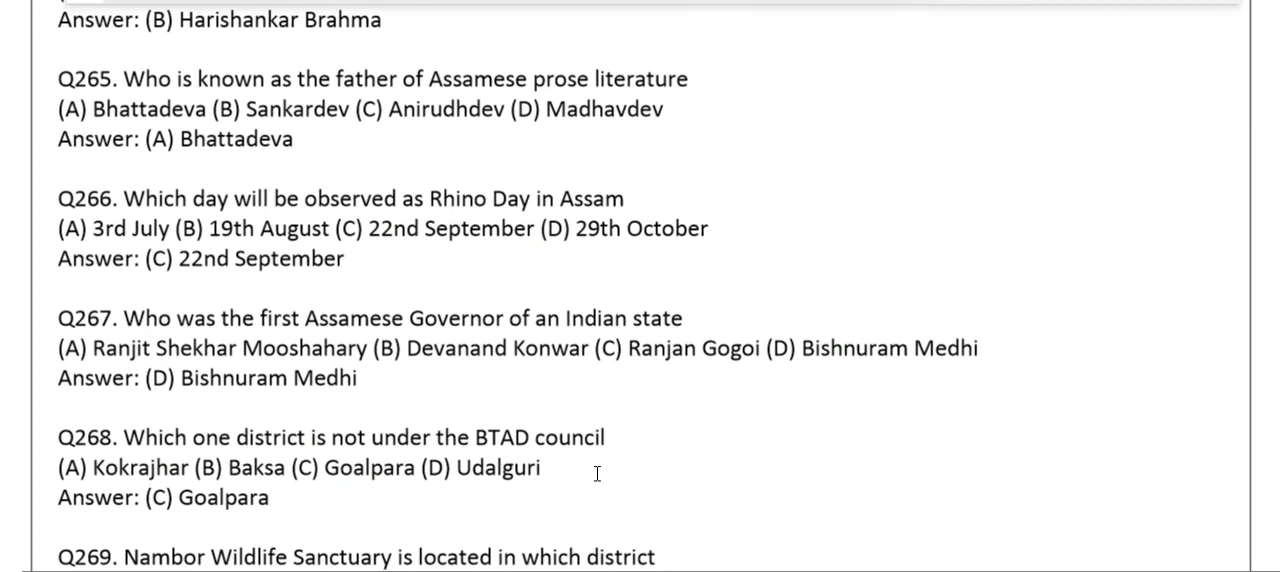 Answer: (B) Harishankar Brahma
Q265. Who is known as the father of Assamese prose literature
(A) Bhattadeva (B) Sankardev (C) Anirudhdev (D) Madhavdev
Answer: (A) Bhattadeva
Q266. Which day will be observed as Rhino Day in Assam
(A) 3rd July (B) 19th August (C) 22nd September (D) 29th October
Answer: (C) 22nd September
Q267. Who was the first Assamese Governor of an Indian state
(A) Ranjit Shekhar Mooshahary (B) Devanand Konwar (C) Ranjan Gogoi (D) Bishnuram Medhi
Answer: (D) Bishnuram Medhi
Q268. Which one district is not under the BTAD council
(A) Kokrajhar (B) Baksa (C) Goalpara (D) Udalguri
Answer: (C) Goalpara
Q269. Nambor Wildlife Sanctuary is located in which district